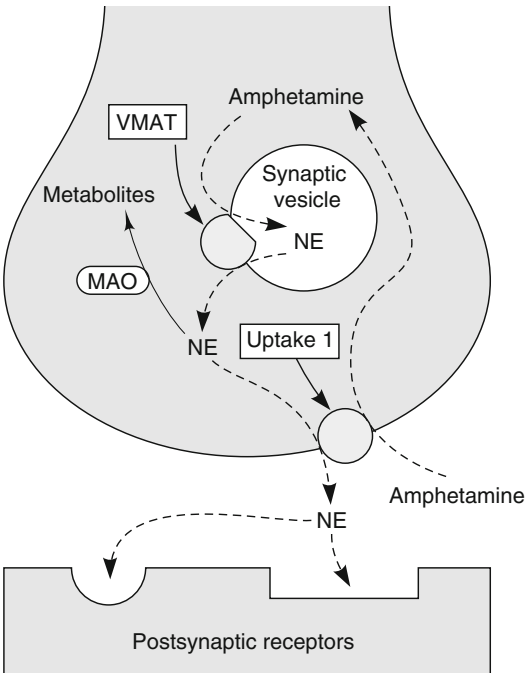 Amphetamine
VMAT
Synaptic
vesicle
Metabolites
NE
MAO
NE
Uptake 1
Amphetamine
NE
Postsynaptic receptors